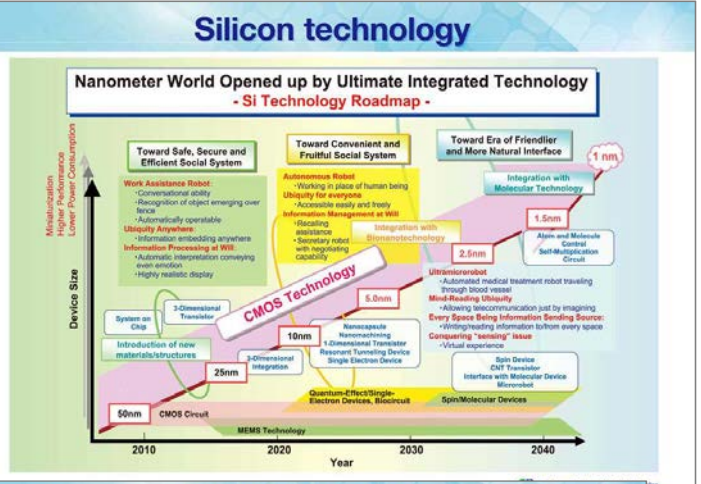 Silicon technology
Nanometer World Opened up by Ultimate Integrated Technology
- Si Technology Roadmap -
Miniaturization
Higher Performance
Lower Power Consumption
Device Size
Toward Safe, Secure and
Efficient Social System
Work Assistance Robot:
・Conversational ability
・Recognition of object emerging over
fence
・Automatically operatable
Ubiquity Anywhere:
・Information embedding anywhere
Information Processing at Will:
・Automatic interpretation conveying
even emotion
・Highly realistic display
Toward Convenient and
Fruitful Social System
Autonomous Robot
・Working in place of human being
Ubiquity for everyone
・Accessible easily and freely
Information Management at Will
・Recalling
assistance
・Secretary robot
with negotiating
capability
Toward Era of Friendlier
and More Natural Interface
1 nm
Integration with
Molecular Technology
1.5nm
Integration with
Bionanotechnology
Atom and Molecule
Control
Self-Multiplication
Circuit
2.5nm
Ultramicrorobot
・Automated medical treatment robot traveling
through blood vessel
Mind-Reading Ubiquity
・Allowing telecommunication just by imagining
Every Space Being Information Sending Source:
・Writing/reading information to/from every space
Conquering "sensing" issue
・Virtual experience
CMOS Technology
5.0nm
System on
Chip
3-Dimensional
Transistor
Introduction of new
materials/structures
10nm
Nanocapsule
Nanomachining
1-Dimensional Transistor
Resonant Tunneling Device
Single Electron Device
25nm
3-Dimensional
Integration
Spin Device
CNT Transistor
Interface with Molecular Device
Microrobot
Quantum-Effect/Single-
Electron Devices, Biocircuit
Spin/Molecular Devices
50nm
CMOS Circuit
MEMS Technology
2010
2020
2030
2040
Year